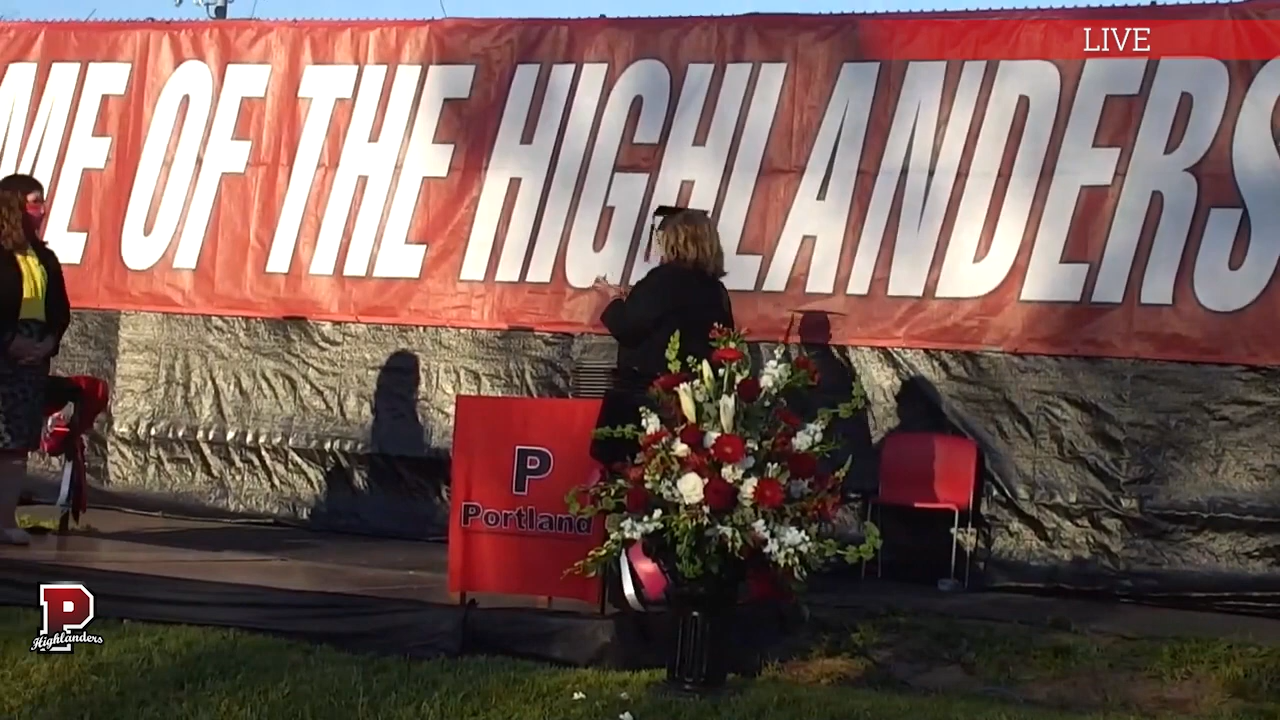 LIVE
ME OF THE HIGHLANDERS
P
Portland
P
Highlanders